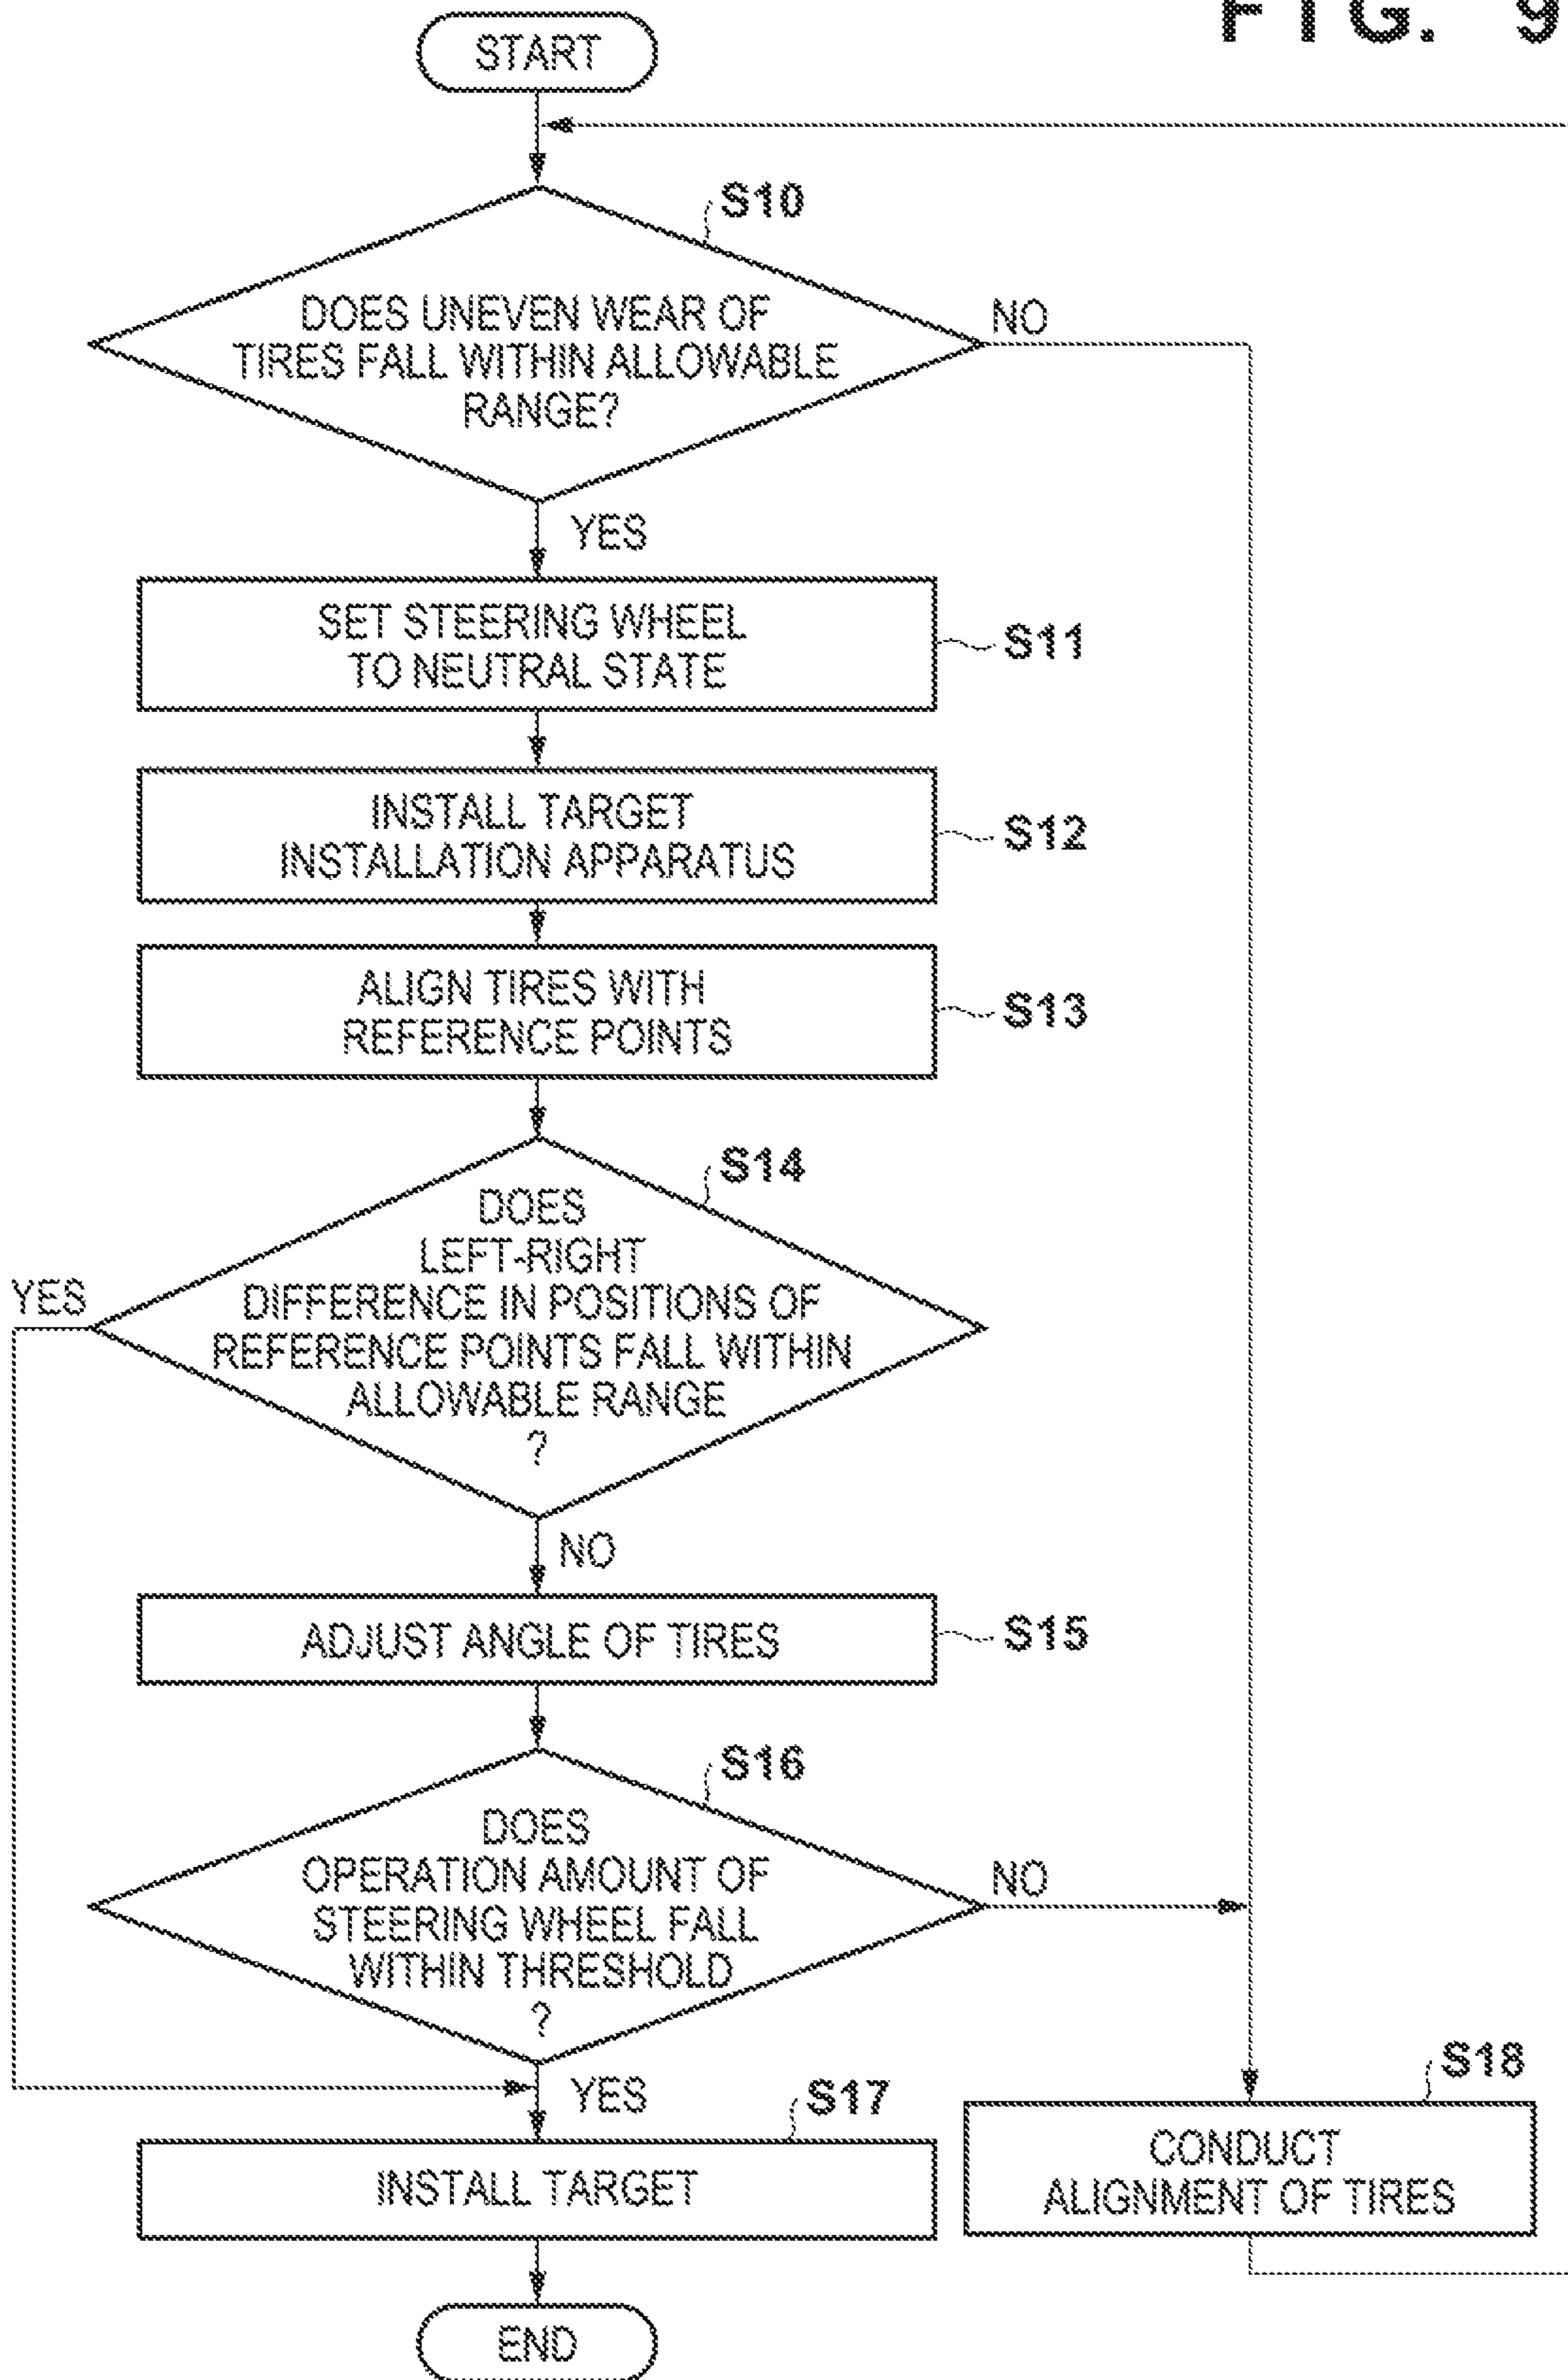 FIG. 9
START
S10
DOES UNEVEN WEAR OF
TIRES FALL WITHIN ALLOWABLE
RANGE?
NO
YES
SET STEERING WHEEL
TO NEUTRAL STATE
S11
INSTALL TARGET
INSTALLATION APPARATUS
S12
ALIGN TIRES WITH
REFERENCE POINTS
S13
S14
DOES
LEFT-RIGHT
DIFFERENCE IN POSITIONS OF
REFERENCE POINTS FALL WITHIN
ALLOWABLE RANGE
?
YES
NO
ADJUST ANGLE OF TIRES
S15
S16
DOES
OPERATION AMOUNT OF
STEERING WHEEL FALL
WITHIN THRESHOLD
?
NO
YES
S17
INSTALL TARGET
S18
CONDUCT
ALIGNMENT OF TIRES
END